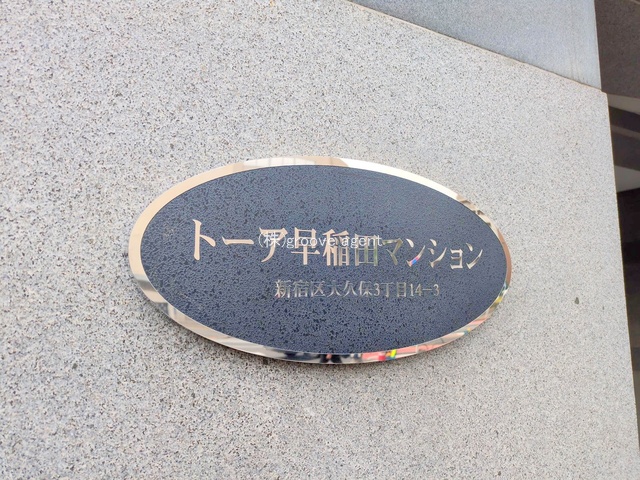 トーア早稲田マンション
(株)groove agent
新宿区大久保3丁目14-3